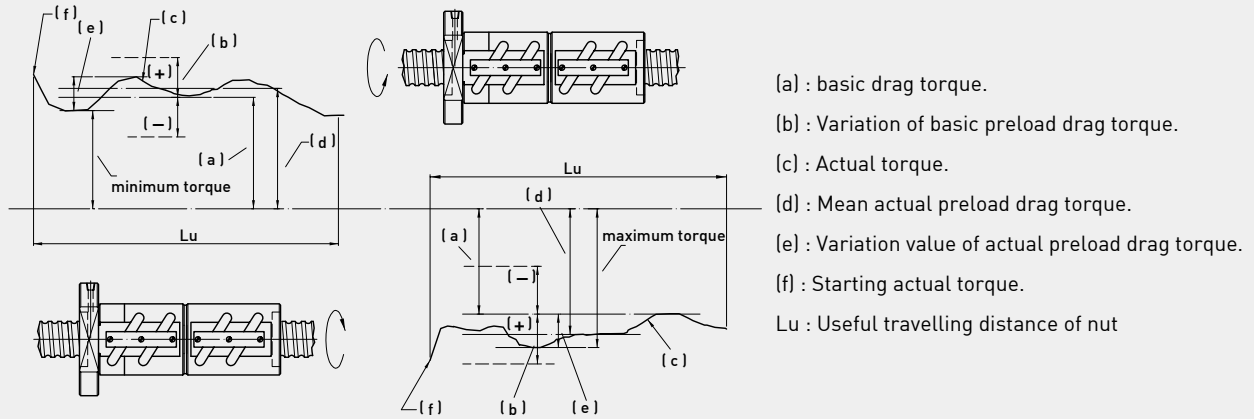 (f)
(c)
(e)
(b)
(+)
(−)
(a)
(d)
minimum torque
Lu
Lu
(d)
(a)
maximum torque
(−)
(+)
(c)
(f)
(b)
(e)
(a) : basic drag torque.
(b) : Variation of basic preload drag torque.
(c) : Actual torque.
(d) : Mean actual preload drag torque.
(e) : Variation value of actual preload drag torque.
(f) : Starting actual torque.
Lu : Useful travelling distance of nut